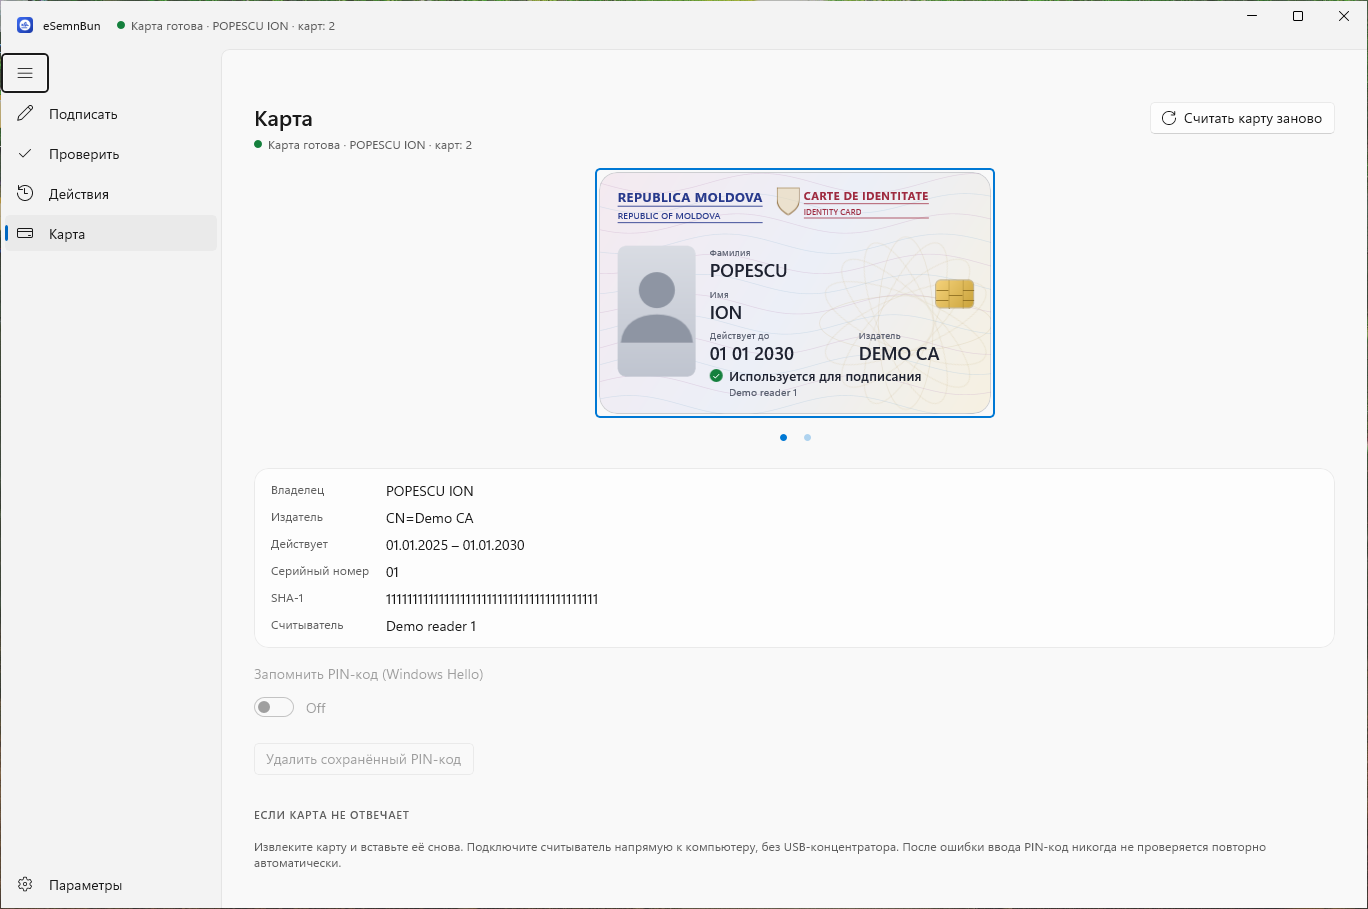 eSemnBun
Карта готова · POPESCU ION · карт: 2
Подписать
Проверить
Действия
Карта
Параметры
Карта
Карта готова · POPESCU ION · карт: 2
Считать карту заново
REPUBLICA MOLDOVA
REPUBLIC OF MOLDOVA
CARTE DE IDENTITATE
IDENTITY CARD
Фамилия
POPESCU
Имя
ION
Действует до
01 01 2030
Издатель
DEMO CA
Используется для подписания
Demo reader 1
Владелец POPESCU ION
Издатель CN=Demo CA
Действует 01.01.2025 – 01.01.2030
Серийный номер 01
SHA-1 1111111111111111111111111111111111111111
Считыватель Demo reader 1
Запомнить PIN-код (Windows Hello)
Off
Удалить сохранённый PIN-код
ЕСЛИ КАРТА НЕ ОТВЕЧАЕТ
Извлеките карту и вставьте её снова. Подключите считыватель напрямую к компьютеру, без USB-концентратора. После ошибки ввода PIN-код никогда не проверяется повторно
автоматически.